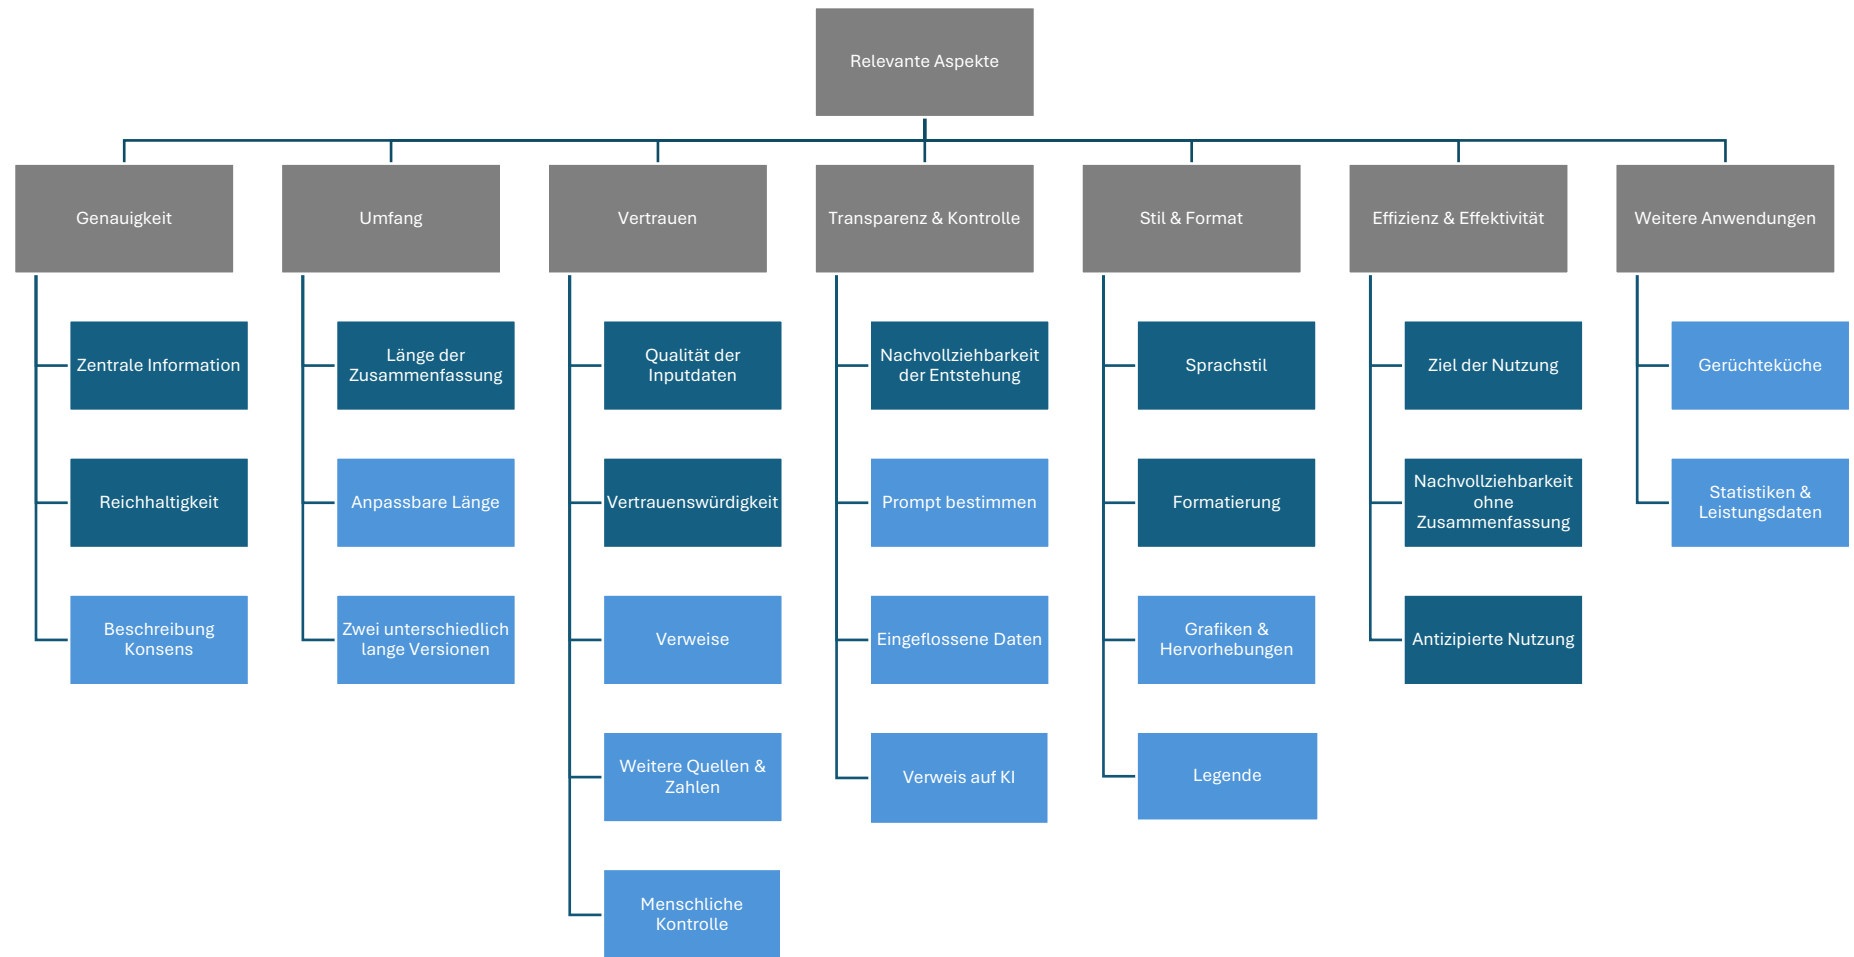 Relevante Aspekte
Genauigkeit
Umfang
Vertrauen
Transparenz & Kontrolle
Stil & Format
Effizienz & Effektivität
Weitere Anwendungen
Zentrale Information
Reichhaltigkeit
Beschreibung
Konsens
Länge der
Zusammenfassung
Anpassbare Länge
Zwei unterschiedlich
lange Versionen
Qualität der
Inputdaten
Vertrauenswürdigkeit
Verweise
Weitere Quellen &
Zahlen
Menschliche
Kontrolle
Nachvollziehbarkeit
der Entstehung
Prompt bestimmen
Eingeflossene Daten
Verweis auf KI
Sprachstil
Formatierung
Grafiken &
Hervorhebungen
Legende
Ziel der Nutzung
Nachvollziehbarkeit
ohne
Zusammenfassung
Antizipierte Nutzung
Gerüchteküche
Statistiken &
Leistungsdaten